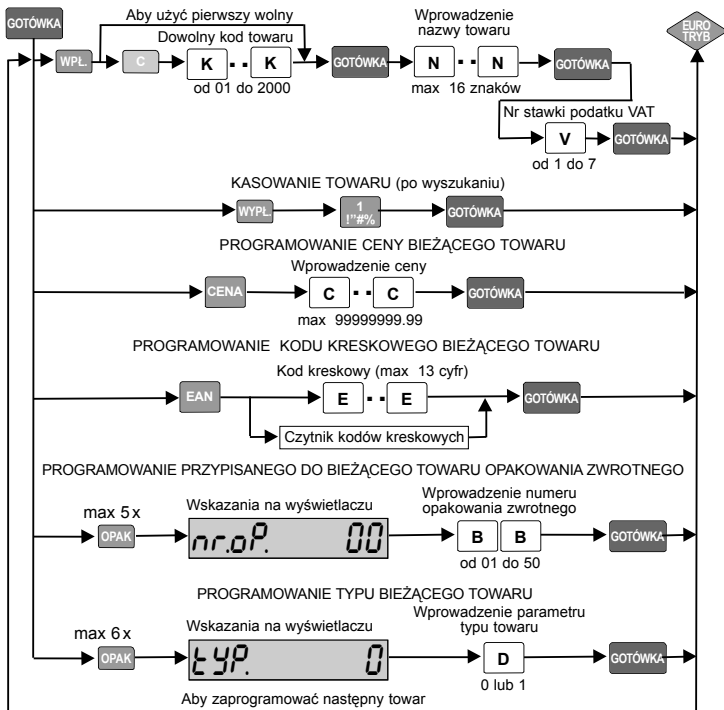 GOTÓWKA
Aby użyć pierwszy wolny
Dowolny kod towaru
Wprowadzenie
nazwy towaru
EURO
TRYB
WPŁ.
C
K .. K
GOTÓWKA
N .. N
GOTÓWKA
od 01 do 2000
max 16 znaków
Nr stawki podatku VAT
V
GOTÓWKA
od 1 do 7
KASOWANIE TOWARU (po wyszukaniu)
WYPŁ.
1
!"#%
GOTÓWKA
PROGRAMOWANIE CENY BIEŻĄCEGO TOWARU
Wprowadzenie ceny
CENA
C .. C
GOTÓWKA
max 99999999.99
PROGRAMOWANIE KODU KRESKOWEGO BIEŻĄCEGO TOWARU
Kod kreskowy (max 13 cyfr)
EAN
E .. E
GOTÓWKA
Czytnik kodów kreskowych
PROGRAMOWANIE PRZYPISANEGO DO BIEŻĄCEGO TOWARU OPAKOWANIA ZWROTNEGO
max 5x
Wskazania na wyświetlaczu
Wprowadzenie numeru
opakowania zwrotnego
OPAK
nr.oP. 00
B B
GOTÓWKA
od 01 do 50
PROGRAMOWANIE TYPU BIEŻĄCEGO TOWARU
max 6x
Wskazania na wyświetlaczu
Wprowadzenie parametru
typu towaru
OPAK
tYP. 0
D
GOTÓWKA
0 lub 1
Aby zaprogramować następny towar